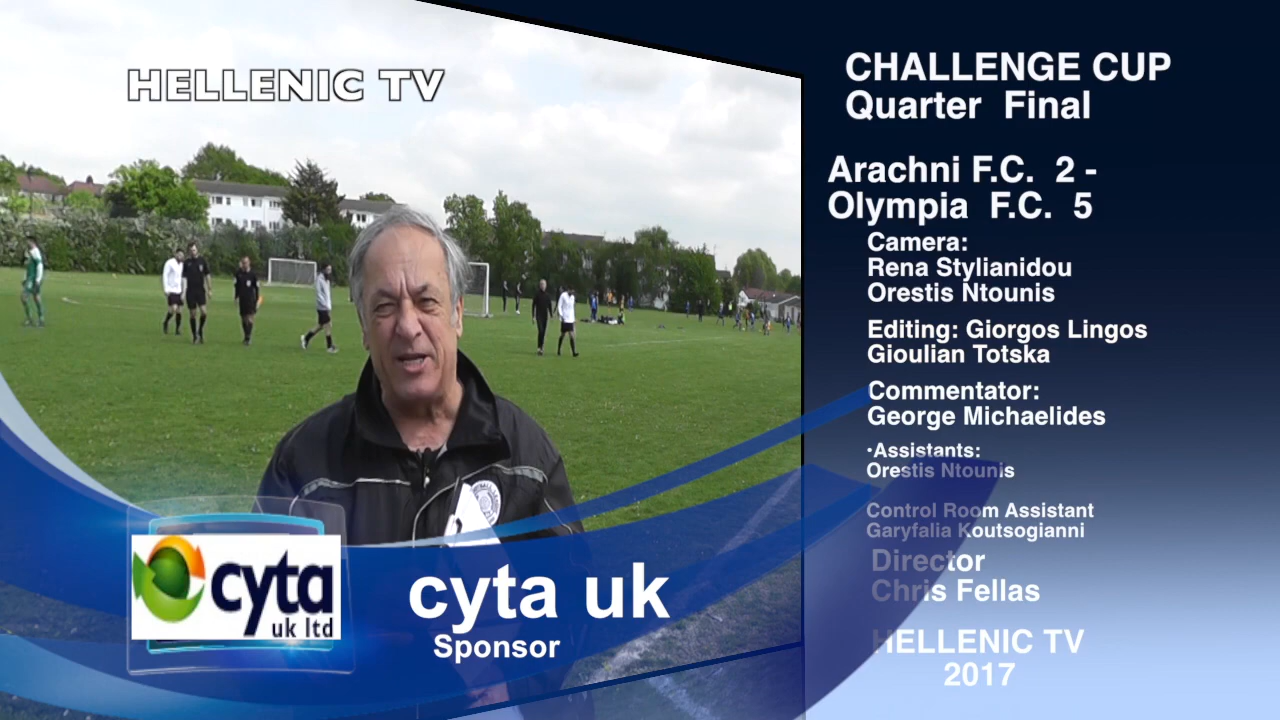 HELLENIC TV
CHALLENGE CUP
Quarter Final
Arachni F.C. 2 -
Olympia F.C. 5
Camera:
Rena Stylianidou
Orestis Ntounis
Editing: Giorgos Lingos
Gioulian Totska
Commentator:
George Michaelides
•Assistants:
Orestis Ntounis
Control Room Assistant
Garyfalia Koutsogianni
Director
Chris Fellas
HELLENIC TV
2017
cyta
uk ltd
cyta uk
Sponsor